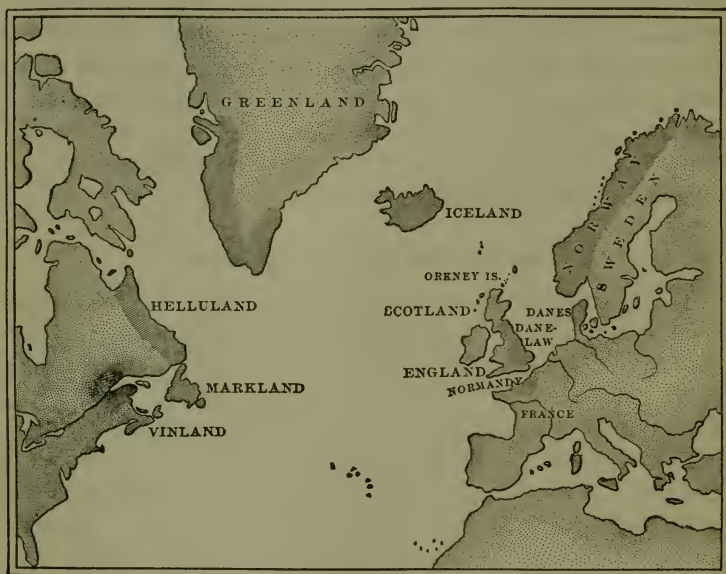 GREENLAND
ICELAND
NORWAY
SWEDEN
ORKNEY IS.
HELLULAND
SCOTLAND
DANES
DANE-
LAW
ENGLAND
NORMANDY
MARKLAND
FRANCE
VINLAND